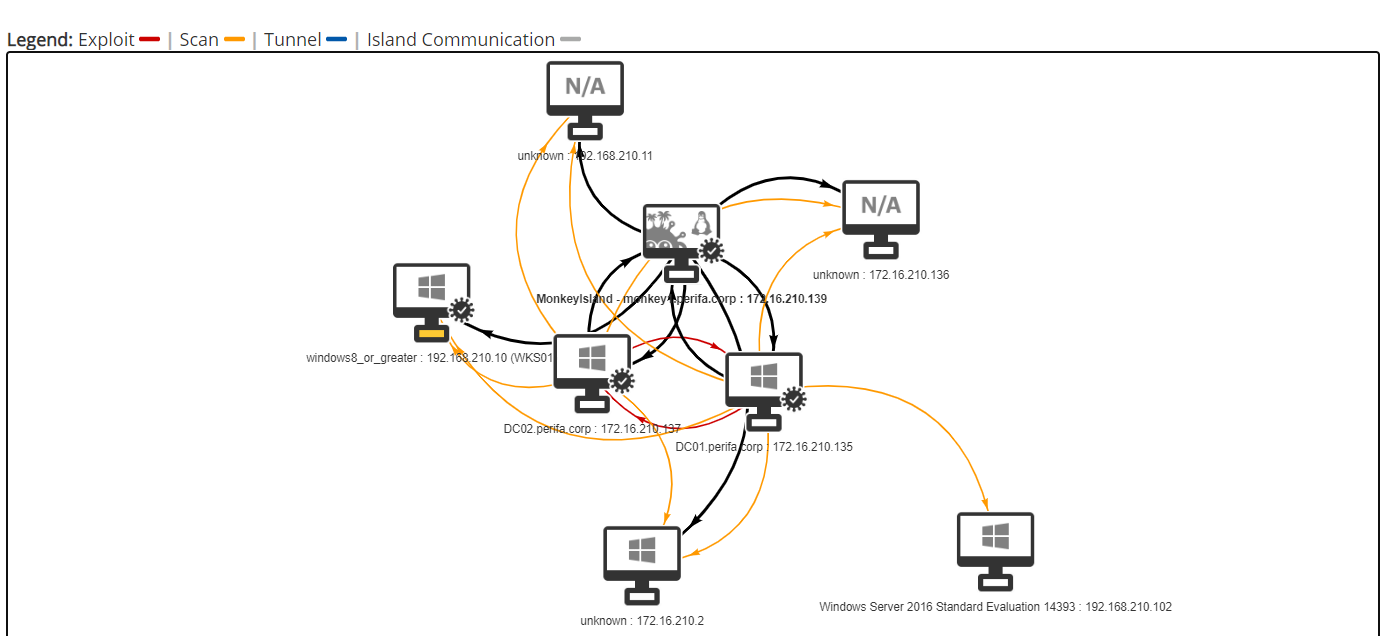 Legend: Exploit | Scan | Tunnel | Island Communication
N/A
unknown : 192.168.210.11
N/A
unknown : 172.16.210.136
MonkeyIsland - monkey-perifa.corp : 172.16.210.139
windows8_or_greater : 192.168.210.10 (WKS01
DC02.perifa.corp : 172.16.210.137
DC01.perifa.corp : 172.16.210.135
Windows Server 2016 Standard Evaluation 14393 : 192.168.210.102
unknown : 172.16.210.2